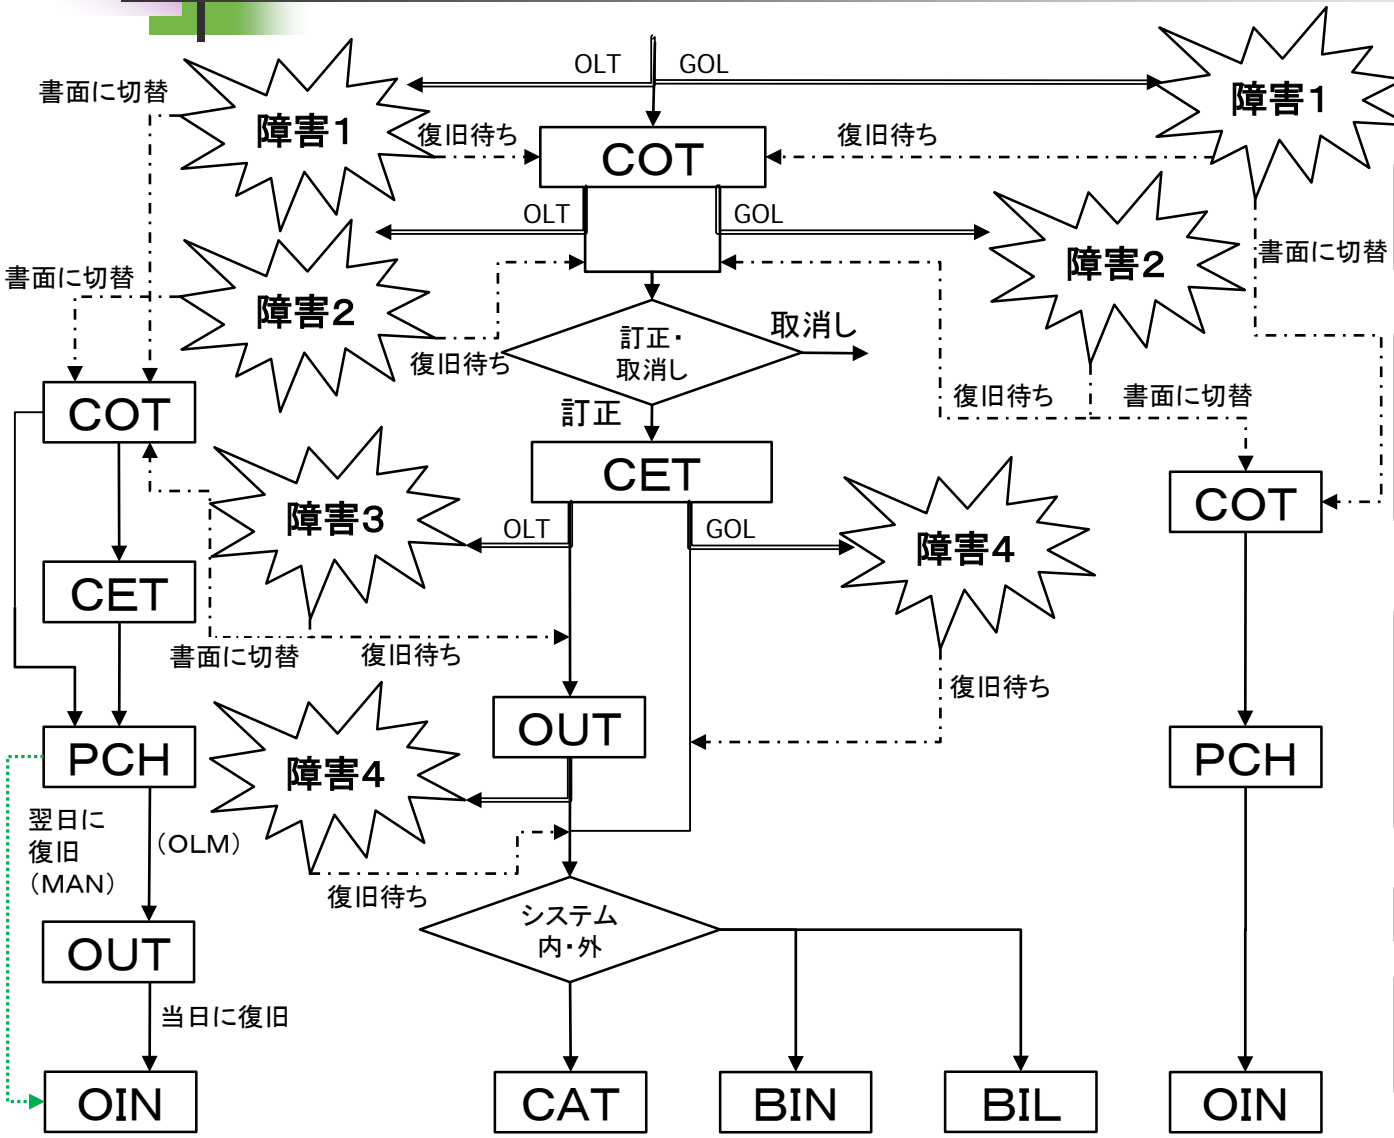 OLT
GOL
書面に切替
障害1
障害1
復旧待ち
復旧待ち
COT
OLT
GOL
書面に切替
障害2
書面に切替
障害2
訂正・
取消し
取消し
復旧待ち
復旧待ち
書面に切替
COT
訂正
CET
COT
障害3
OLT
GOL
障害4
CET
書面に切替
復旧待ち
復旧待ち
OUT
PCH
PCH
障害4
翌日に
復旧
(MAN)
(OLM)
復旧待ち
システム
内・外
OUT
当日に復旧
OIN
CAT
BIN
BIL
OIN